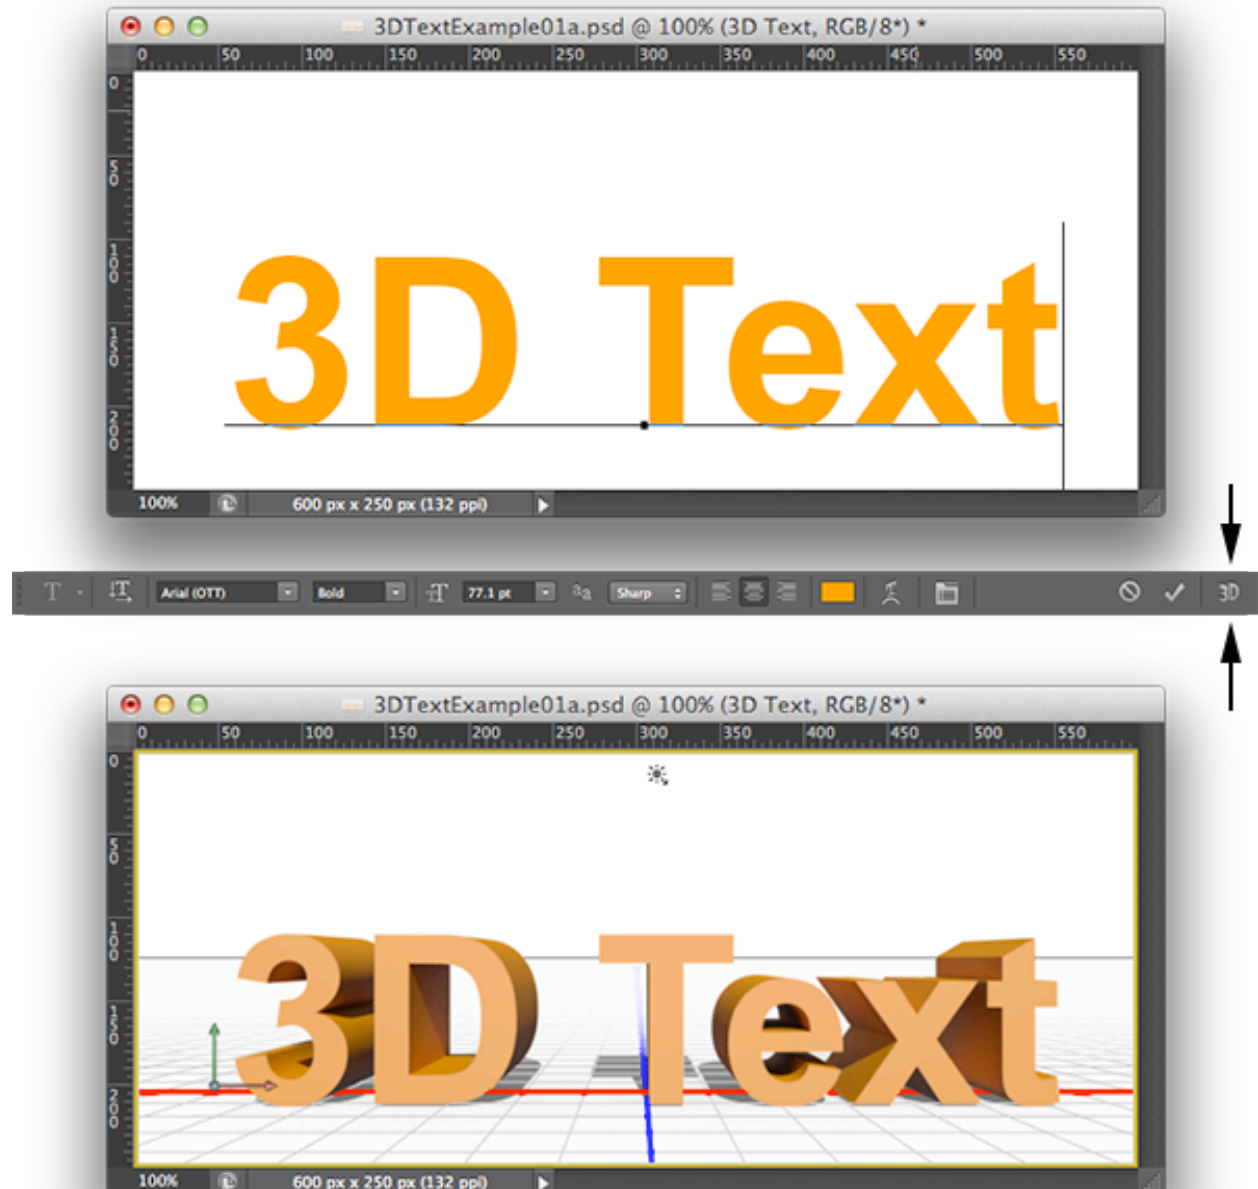 3DTextExample01a.psd @ 100% (3D Text, RGB/8*) *
0 50 100 150 200 250 300 350 400 450 500 550
0
50
100
150
200
3D Text
100% 600 px x 250 px (132 ppi)
T T Arial (OTT) Bold T 77.1 pt aa Sharp 3D
3DTextExample01a.psd @ 100% (3D Text, RGB/8*) *
0 50 100 150 200 250 300 350 400 450 500 550
0
50
100
150
200
3D Text
100% 600 px x 250 px (132 ppi)